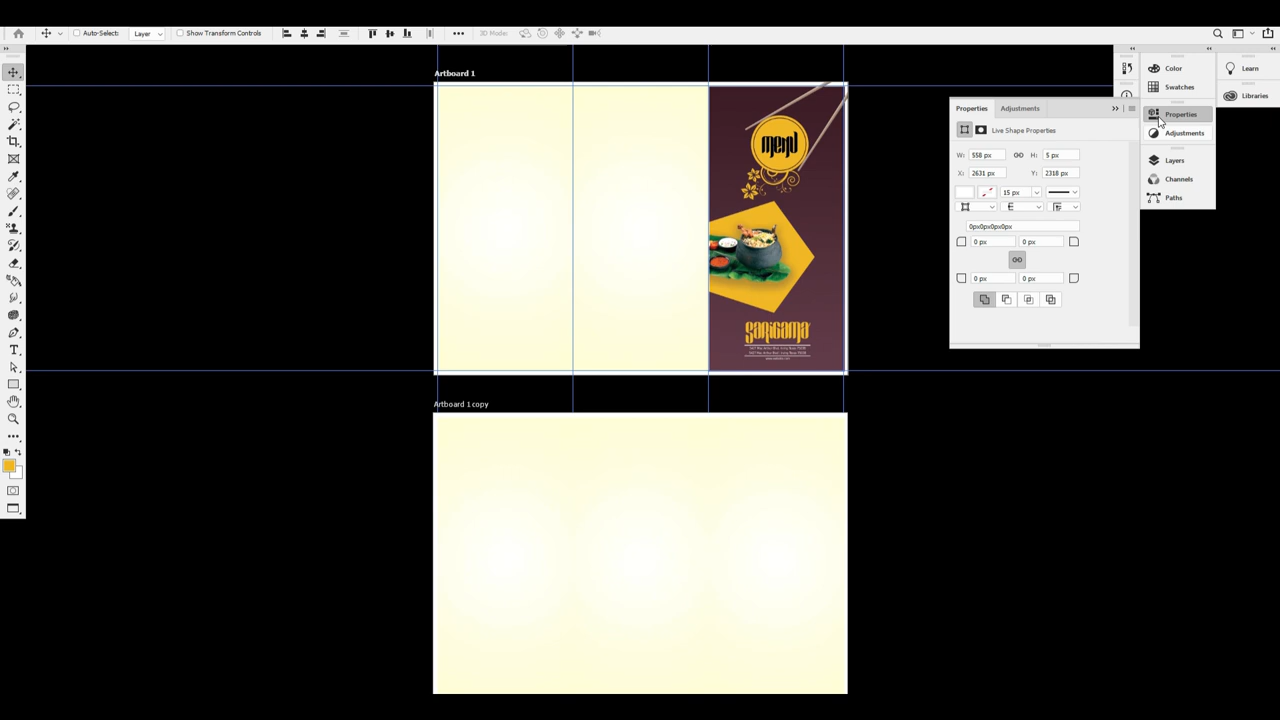 Auto-Select:
Layer
Show Transform Controls
3D Mode:
Artboard 1
menu
SARIGAMA
Artboard 1 copy
Properties
Adjustments
Live Shape Properties
W: 558 px
H: 5 px
X: 2631 px
Y: 2318 px
15 px
0px0px0px0px
0 px
0 px
0 px
0 px
Color
Swatches
Properties
Adjustments
Layers
Channels
Paths
Learn
Libraries